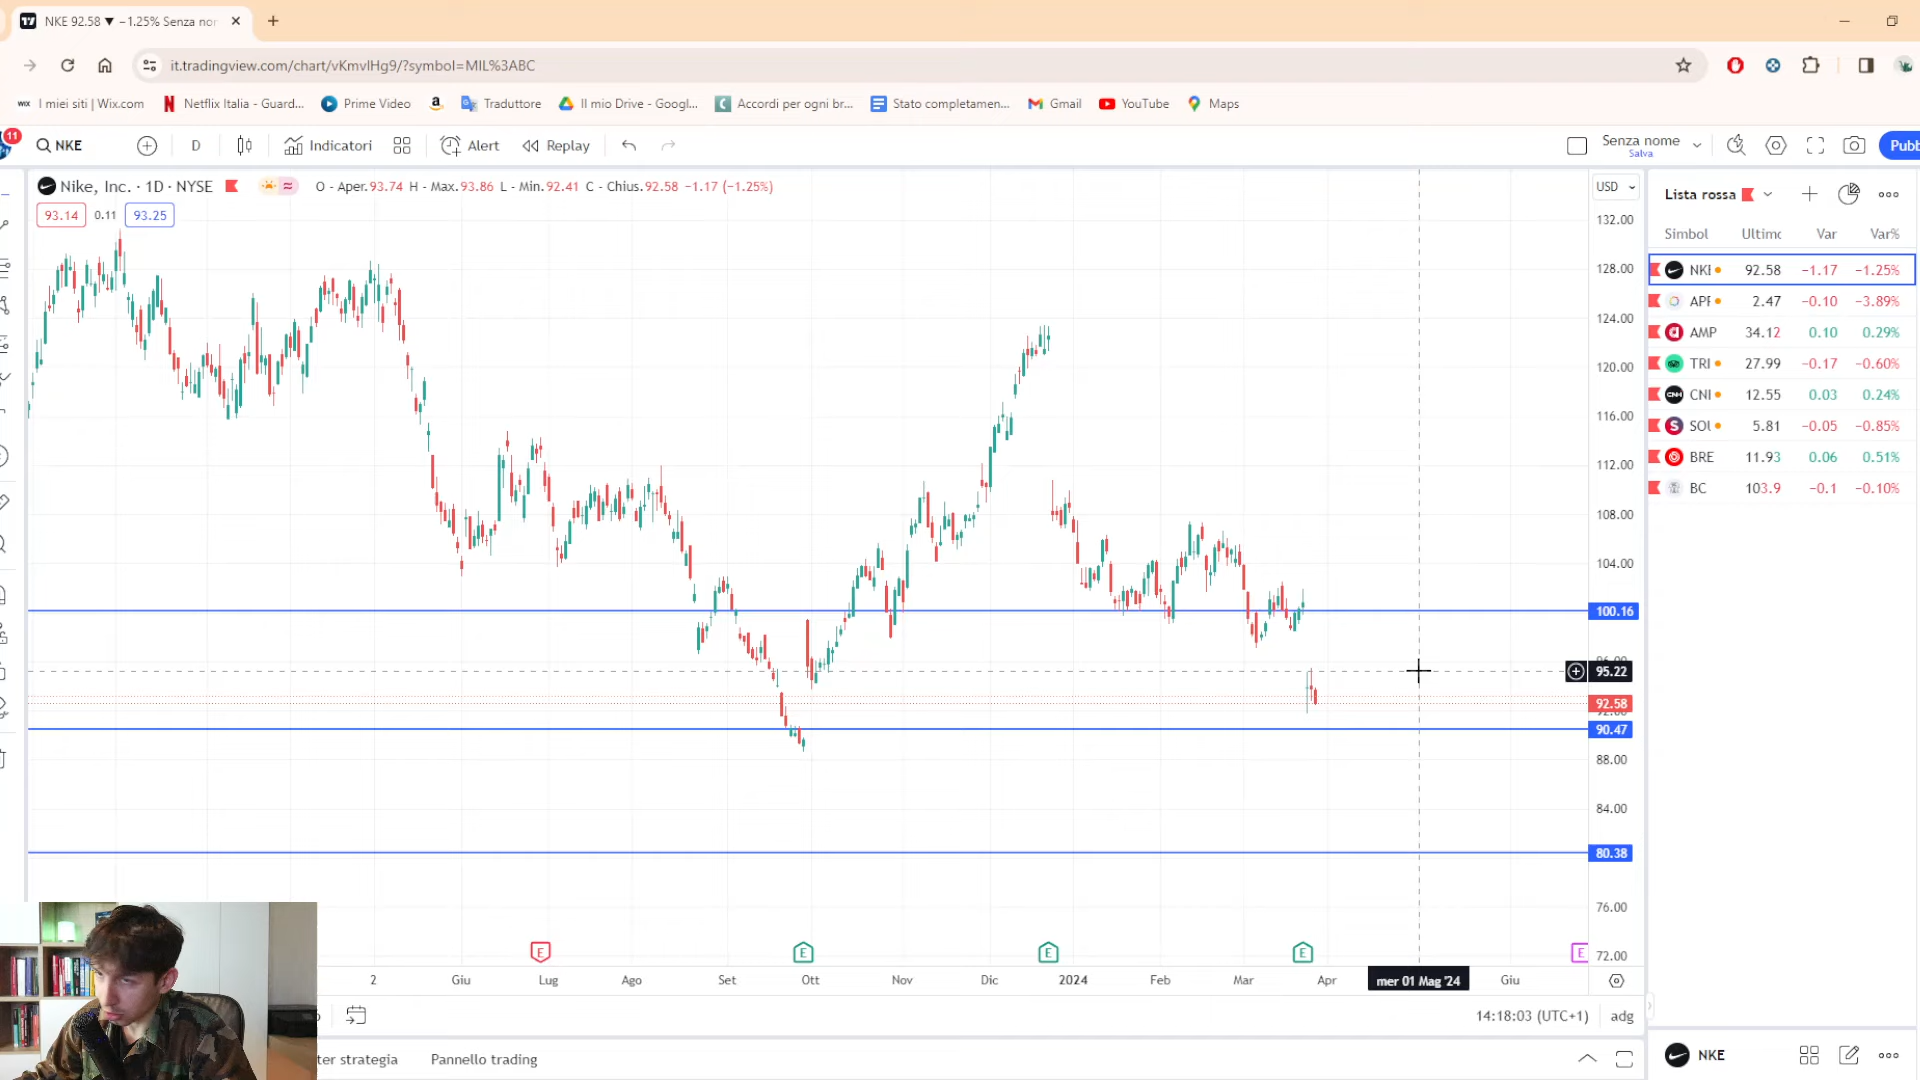 NKE 92.58 ▼ −1.25% Senza nor
it.tradingview.com/chart/vKmvlHg9/?symbol=MIL%3ABC
WIX I miei siti | Wix.com
Netflix Italia - Guard...
Prime Video
Traduttore
Il mio Drive - Googl...
Accordi per ogni br...
Stato completamen...
Gmail
YouTube
Maps
11
NKE
D
Indicatori
Alert
Replay
Senza nome
Salva
Pubb
Nike, Inc. · 1D · NYSE
O - Aper.93.74 H - Max.93.86 L - Min.92.41 C - Chius.92.58 −1.17 (−1.25%)
93.14 0.11 93.25
USD
132.00
128.00
124.00
120.00
116.00
112.00
108.00
104.00
100.16
95.22
92.58
90.47
88.00
84.00
80.38
76.00
72.00
Lista rossa
Simbol Ultimo Var Var%
NKE 92.58 −1.17 −1.25%
APF 2.47 −0.10 −3.89%
AMP 34.12 0.10 0.29%
TRI 27.99 −0.17 −0.60%
CNI 12.55 0.03 0.24%
SOL 5.81 −0.05 −0.85%
BRE 11.93 0.06 0.51%
BC 103.9 −0.1 −0.10%
E E E E E
2 Giu Lug Ago Set Ott Nov Dic 2024 Feb Mar Apr mer 01 Mag '24 Giu
14:18:03 (UTC+1) adg
ter strategia
Pannello trading
NKE